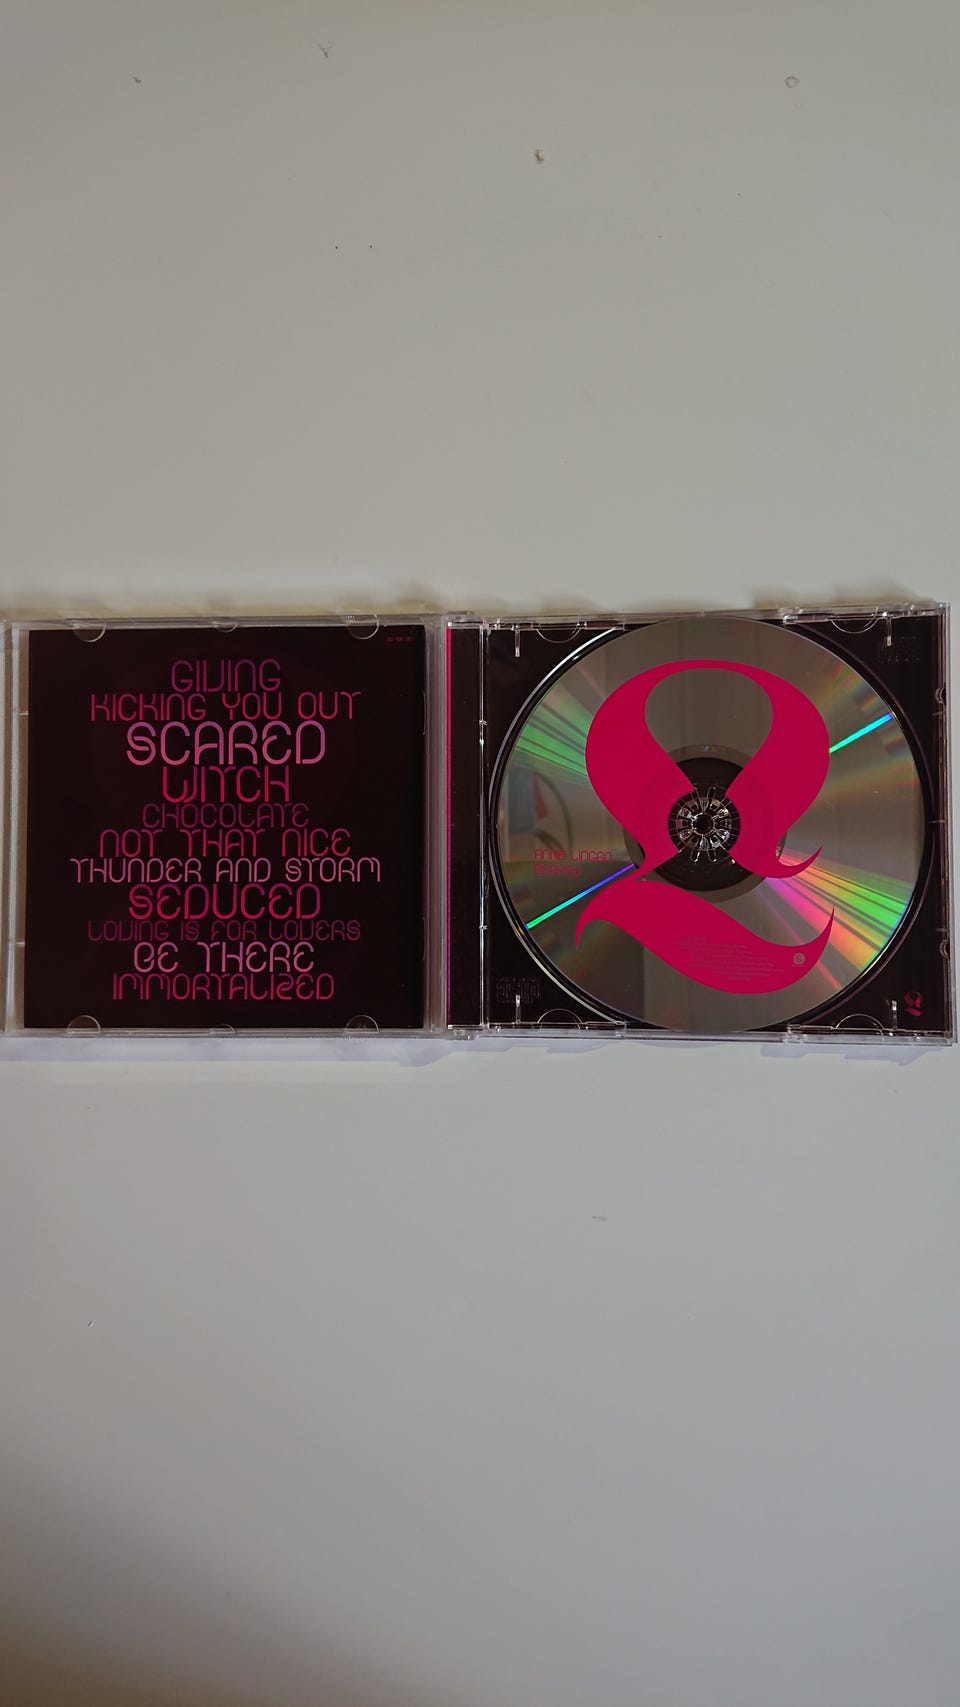 GIVING
KICKING YOU OUT
SCARED
WITCH
CHOCOLATE
NOT THAT NICE
THUNDER AND STORM
SEDUCED
LOVING IS FOR LOVERS
BE THERE
IMMORTALIZED